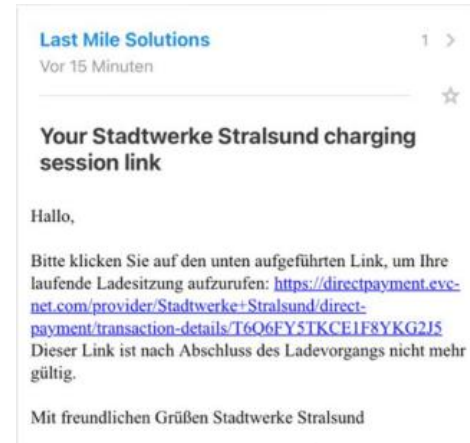 Last Mile Solutions 1 >
Vor 15 Minuten
Your Stadtwerke Stralsund charging
session link
Hallo,
Bitte klicken Sie auf den unten aufgeführten Link, um Ihre
laufende Ladesitzung aufzurufen: https://directpayment.evc-
net.com/provider/Stadtwerke+Stralsund/direct-
payment/transaction-details/T6Q6FY5TKCE1F8YKG2J5
Dieser Link ist nach Abschluss des Ladevorgangs nicht mehr
gültig.
Mit freundlichen Grüßen Stadtwerke Stralsund